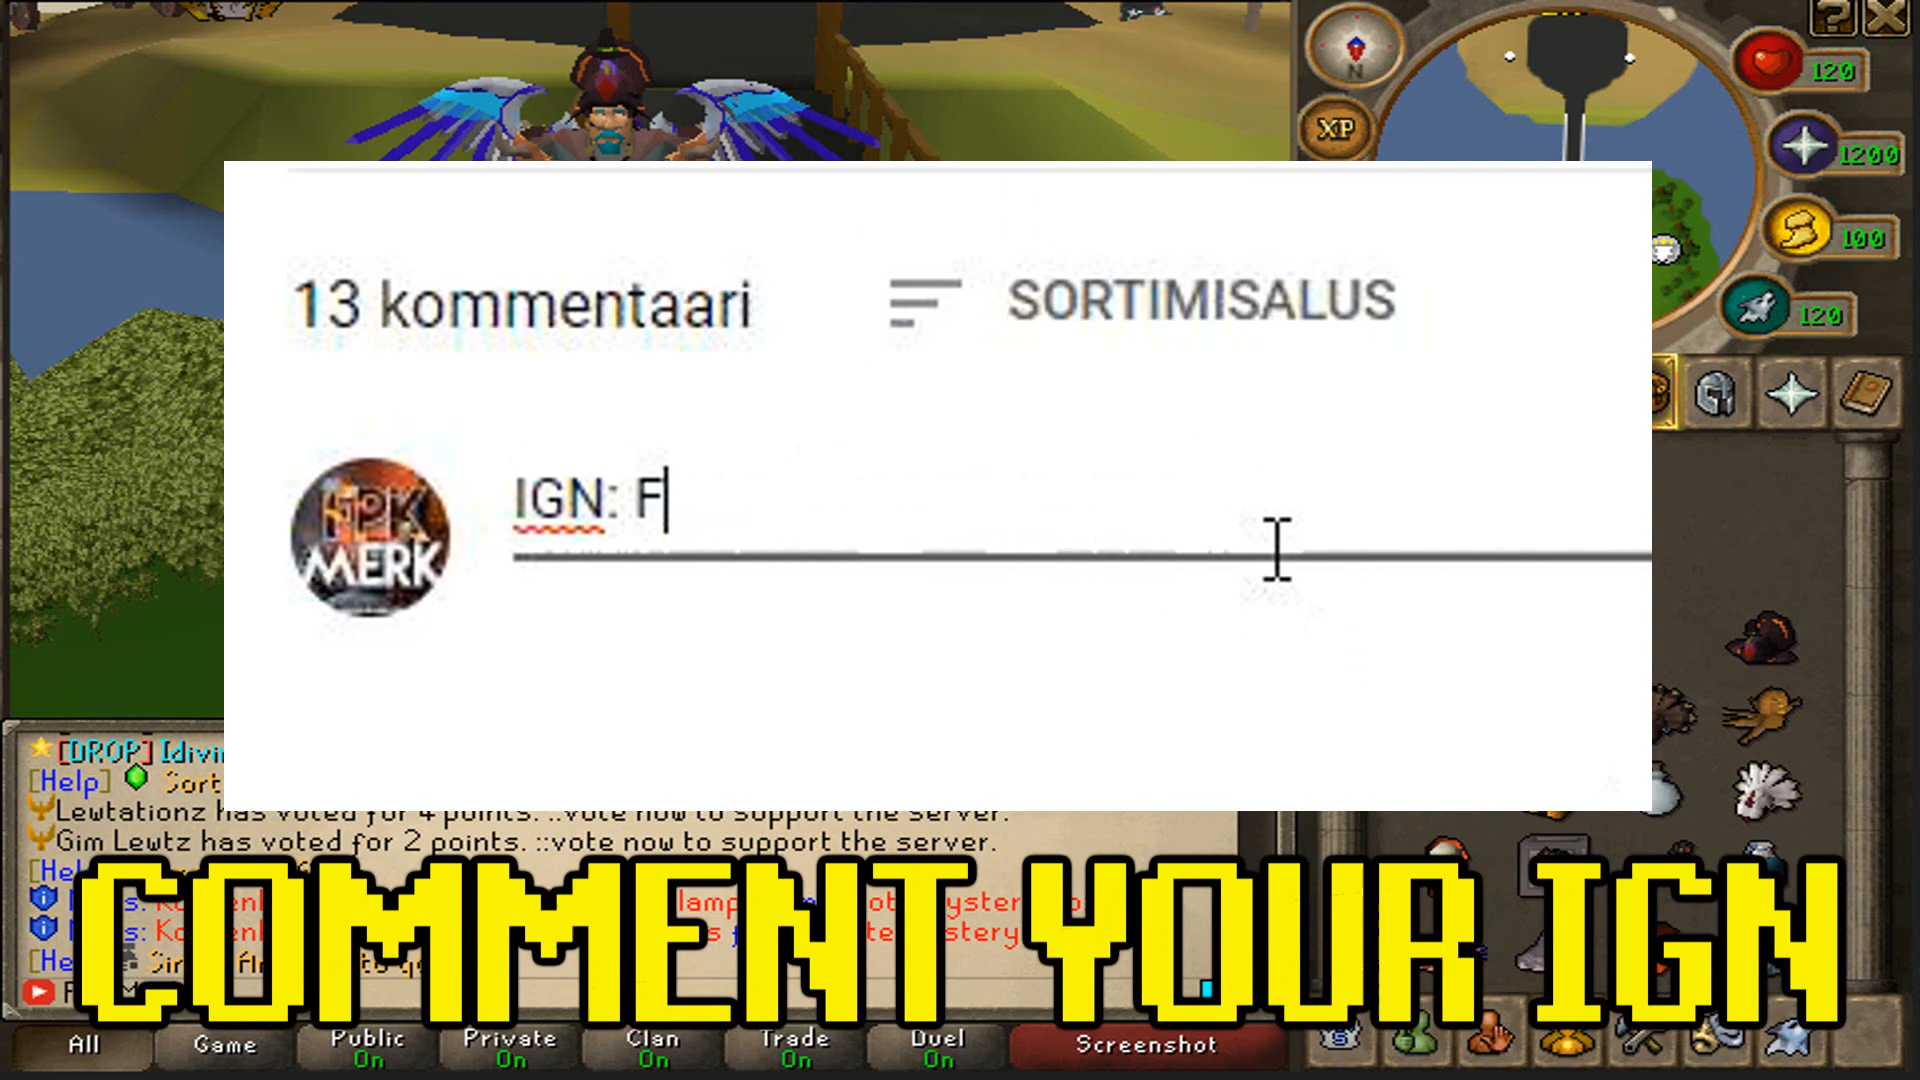 N
XP
120
1200
100
120
13 kommentaari
SORTIMISALUS
FPK
MERK
IGN: F
[DROP]
[Help] Sort
Lewtationz has voted for 4 points. ::vote now to support the server.
Gim Lewtz has voted for 2 points. ::vote now to support the server.
COMMENT YOUR IGN
All
Game
Public
On
Private
On
Clan
On
Trade
On
Duel
On
Screenshot